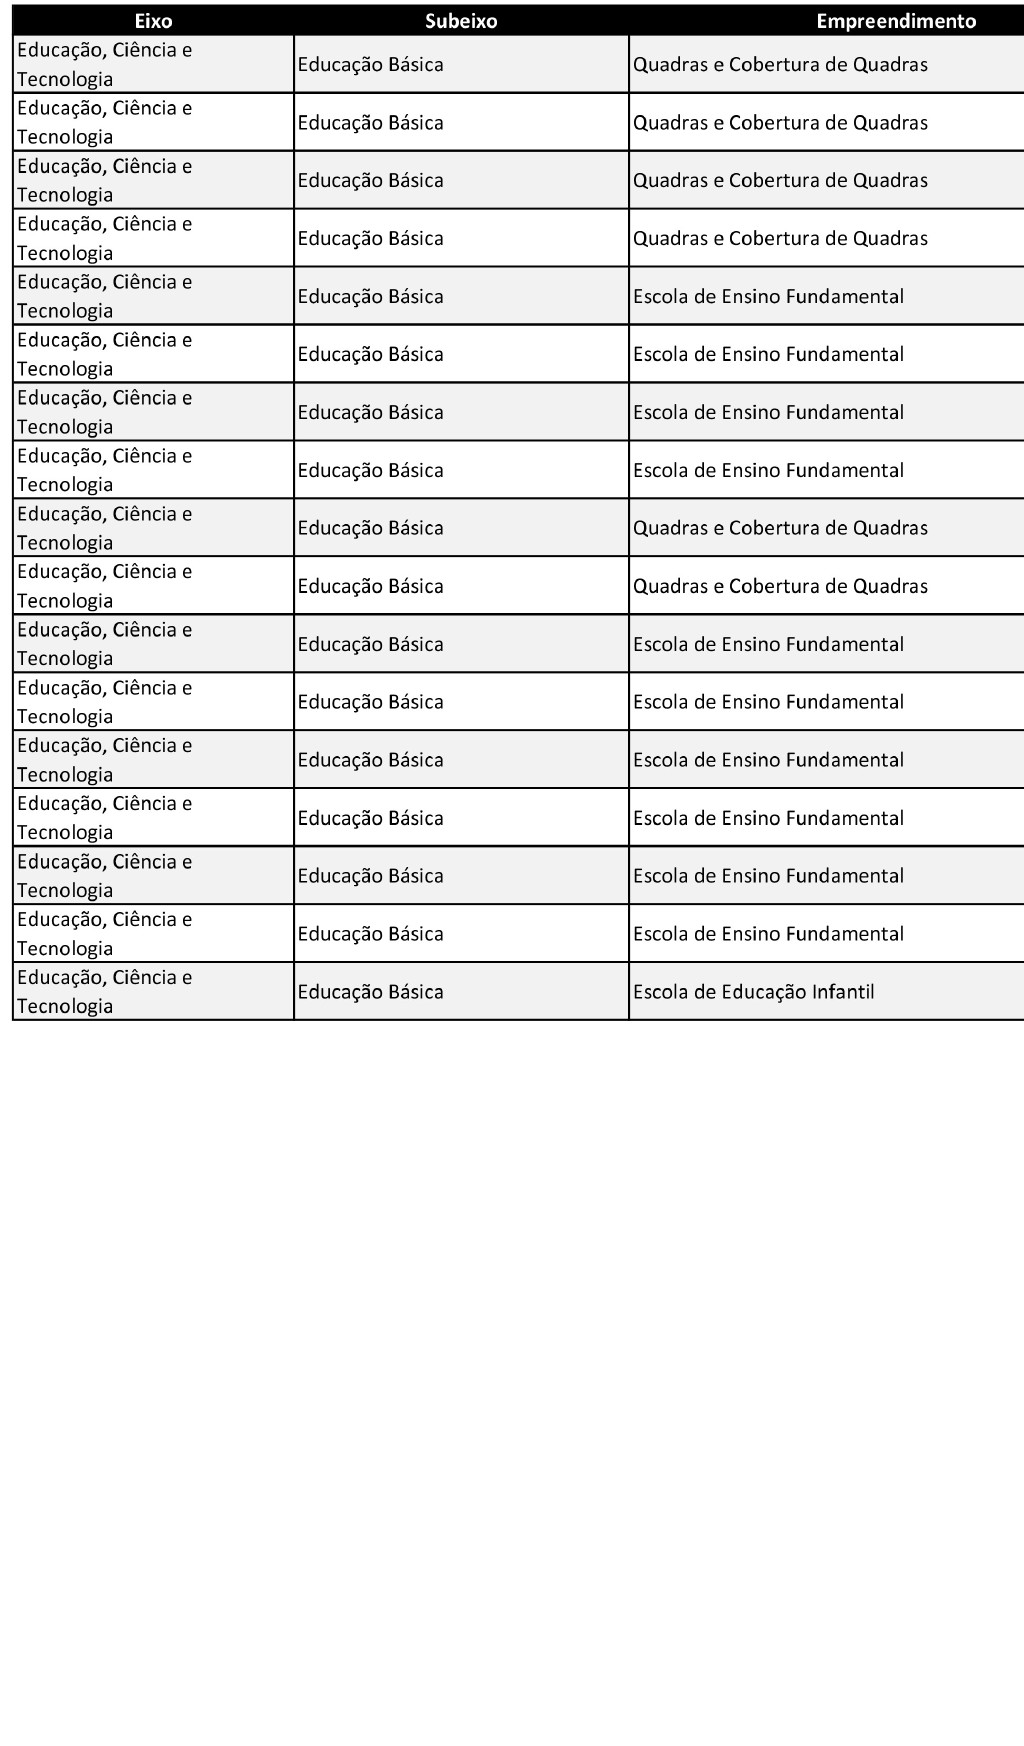 Eixo Subeixo Empreendimento
Educação, Ciência e
Tecnologia
Educação Básica
Quadras e Cobertura de Quadras
Educação, Ciência e
Tecnologia
Educação Básica
Quadras e Cobertura de Quadras
Educação, Ciência e
Tecnologia
Educação Básica
Quadras e Cobertura de Quadras
Educação, Ciência e
Tecnologia
Educação Básica
Quadras e Cobertura de Quadras
Educação, Ciência e
Tecnologia
Educação Básica
Escola de Ensino Fundamental
Educação, Ciência e
Tecnologia
Educação Básica
Escola de Ensino Fundamental
Educação, Ciência e
Tecnologia
Educação Básica
Escola de Ensino Fundamental
Educação, Ciência e
Tecnologia
Educação Básica
Escola de Ensino Fundamental
Educação, Ciência e
Tecnologia
Educação Básica
Quadras e Cobertura de Quadras
Educação, Ciência e
Tecnologia
Educação Básica
Quadras e Cobertura de Quadras
Educação, Ciência e
Tecnologia
Educação Básica
Escola de Ensino Fundamental
Educação, Ciência e
Tecnologia
Educação Básica
Escola de Ensino Fundamental
Educação, Ciência e
Tecnologia
Educação Básica
Escola de Ensino Fundamental
Educação, Ciência e
Tecnologia
Educação Básica
Escola de Ensino Fundamental
Educação, Ciência e
Tecnologia
Educação Básica
Escola de Ensino Fundamental
Educação, Ciência e
Tecnologia
Educação Básica
Escola de Ensino Fundamental
Educação, Ciência e
Tecnologia
Educação Básica
Escola de Educação Infantil